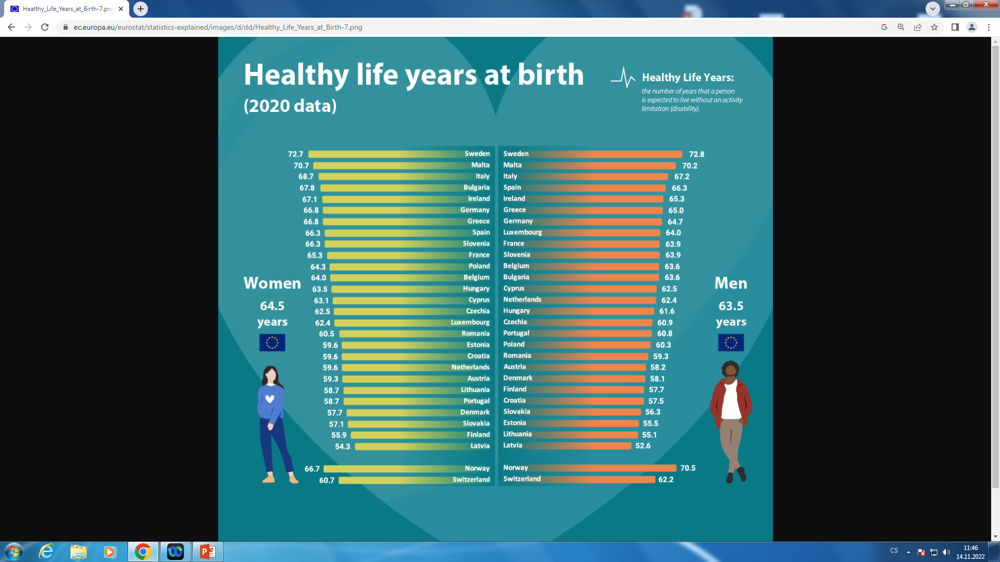 Healthy_Life_Years_at_Birth-7.png
ec.europa.eu/eurostat/statistics-explained/images/d/dd/Healthy_Life_Years_at_Birth-7.png
Healthy life years at birth
(2020 data)
Healthy Life Years:
the number of years that a person
is expected to live without an activity
limitation (disability).
Women
64.5
years
72.7 Sweden
70.7 Malta
68.7 Italy
67.8 Bulgaria
67.1 Ireland
66.8 Germany
66.8 Greece
66.3 Spain
66.3 Slovenia
65.3 France
64.3 Poland
64.0 Belgium
63.5 Hungary
63.1 Cyprus
62.5 Czechia
62.4 Luxembourg
60.5 Romania
59.6 Estonia
59.6 Croatia
59.6 Netherlands
59.3 Austria
58.7 Lithuania
58.7 Portugal
57.7 Denmark
57.1 Slovakia
55.9 Finland
54.3 Latvia
66.7 Norway
60.7 Switzerland
Sweden 72.8
Malta 70.2
Italy 67.2
Spain 66.3
Ireland 65.3
Greece 65.0
Germany 64.7
Luxembourg 64.0
France 63.9
Slovenia 63.9
Belgium 63.6
Bulgaria 63.6
Cyprus 62.5
Netherlands 62.4
Hungary 61.6
Czechia 60.9
Portugal 60.8
Poland 60.3
Romania 59.3
Austria 58.2
Denmark 58.1
Finland 57.7
Croatia 57.5
Slovakia 56.3
Estonia 55.5
Lithuania 55.1
Latvia 52.6
Norway 70.5
Switzerland 62.2
Men
63.5
years
CS
11:46
14.11.2022